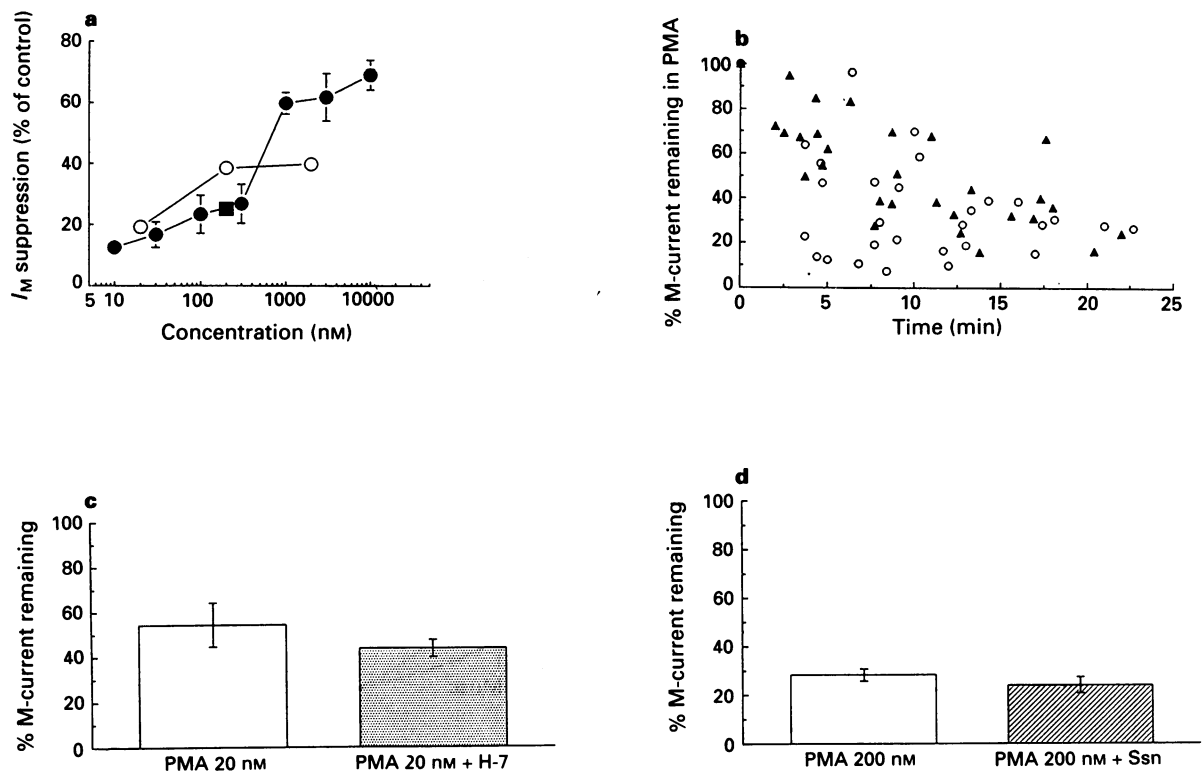 a
80
60
40
20
0
5 10 100 1000 10000
IM suppression (% of control)
Concentration (nM)
b
100
80
60
40
20
0
0 5 10 15 20 25
% M-current remaining in PMA
Time (min)
c
100
80
60
40
20
0
% M-current remaining
PMA 20 nM PMA 20 nM + H-7
d
100
80
60
40
20
0
% M-current remaining
PMA 200 nM PMA 200 nM + Ssn